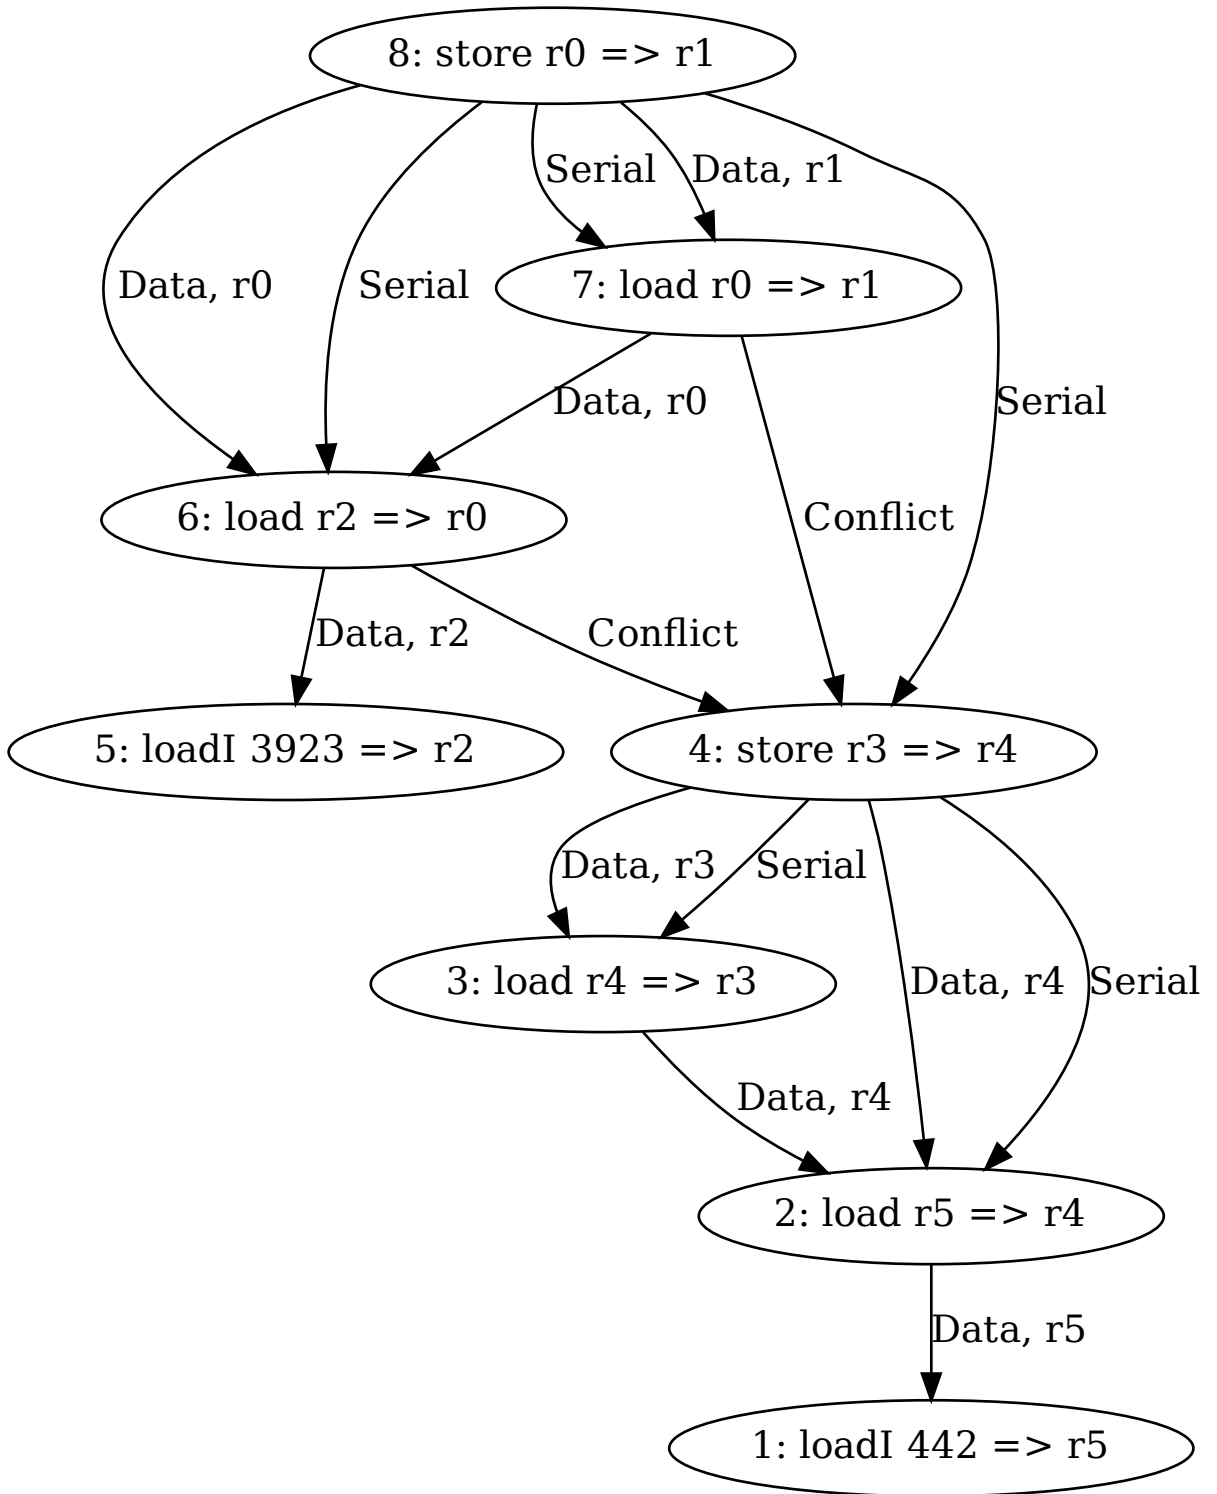 8: store r0 => r1
Serial
Data, r1
Data, r0
Serial
7: load r0 => r1
Data, r0
Serial
6: load r2 => r0
Conflict
Data, r2
Conflict
5: loadI 3923 => r2
4: store r3 => r4
Data, r3
Serial
3: load r4 => r3
Data, r4
Serial
Data, r4
2: load r5 => r4
Data, r5
1: loadI 442 => r5